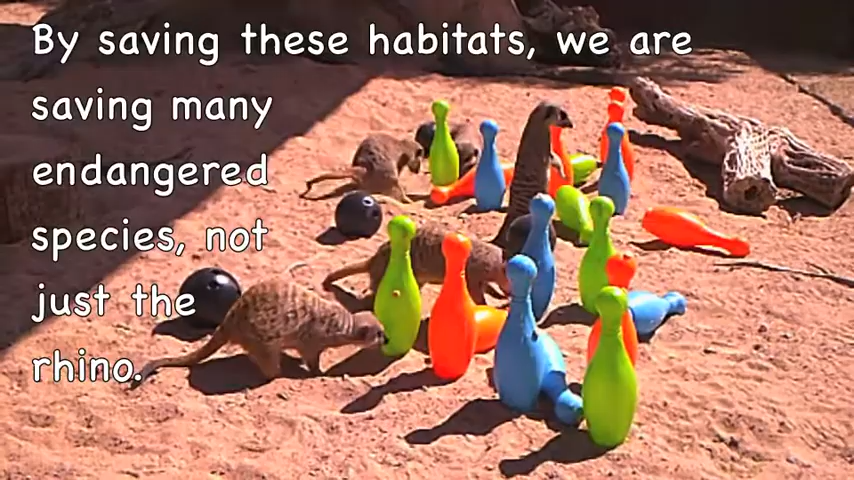 By saving these habitats, we are
saving many
endangered
species, not
just the
rhino.